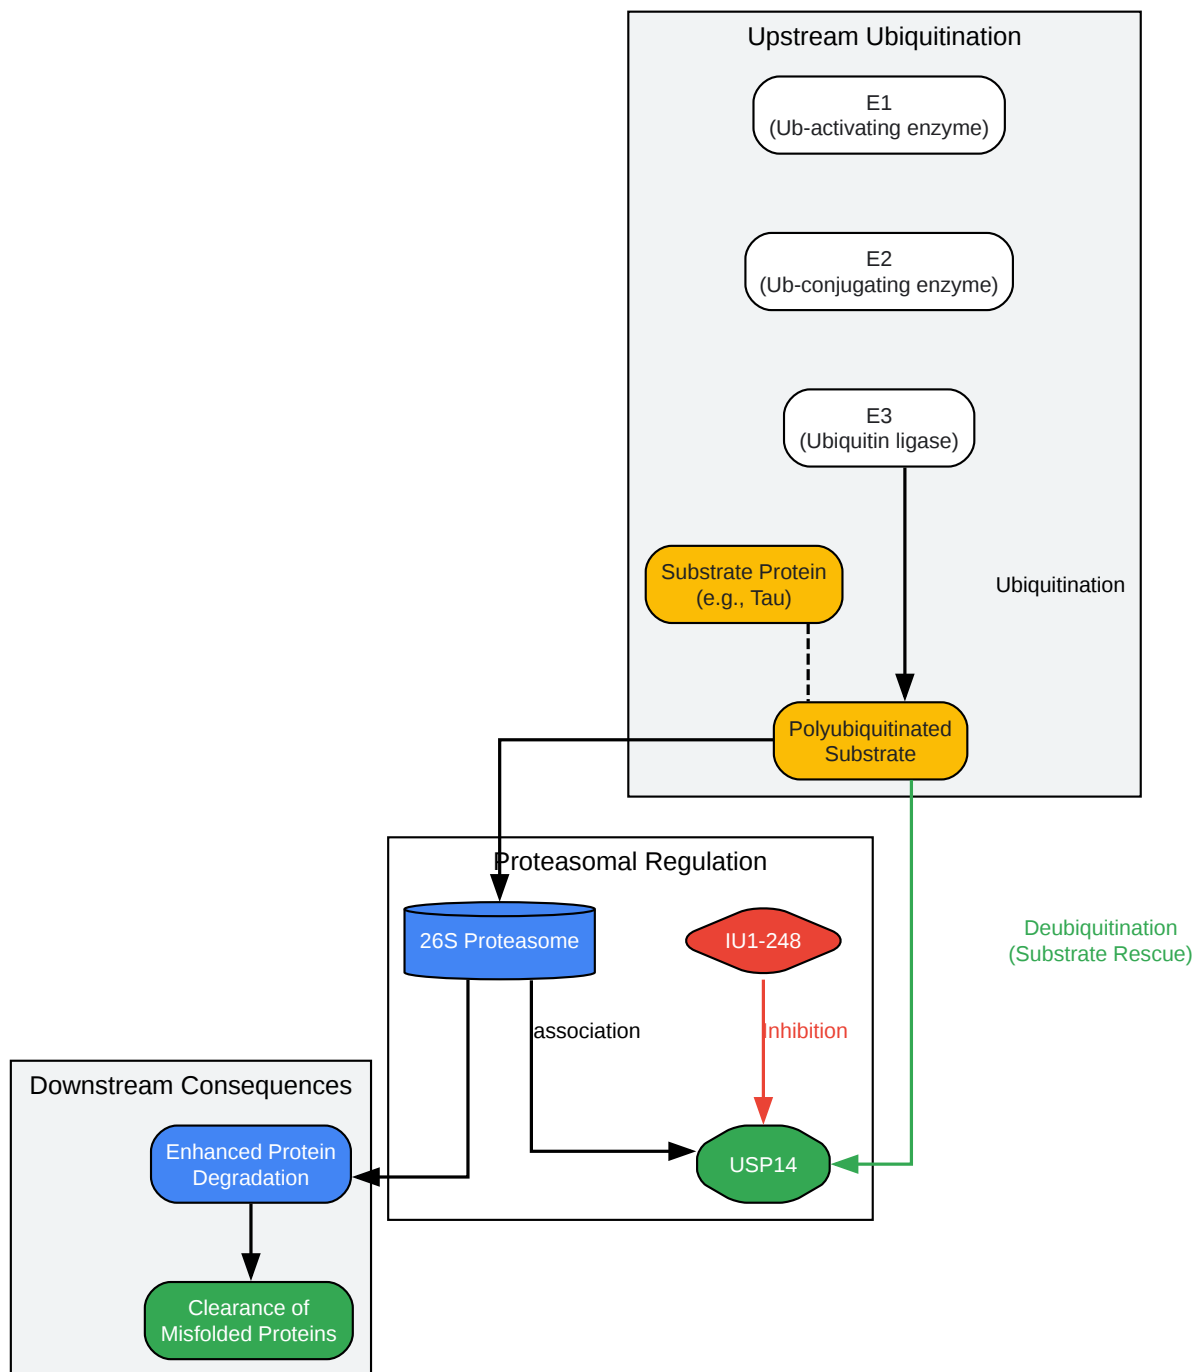 Upstream Ubiquitination
E1
(Ub-activating enzyme)
E2
(Ub-conjugating enzyme)
E3
(Ubiquitin ligase)
Substrate Protein
(e.g., Tau)
Ubiquitination
Polyubiquitinated
Substrate
Proteasomal Regulation
26S Proteasome
IU1-248
Deubiquitination
(Substrate Rescue)
association
Inhibition
Downstream Consequences
Enhanced Protein
Degradation
USP14
Clearance of
Misfolded Proteins